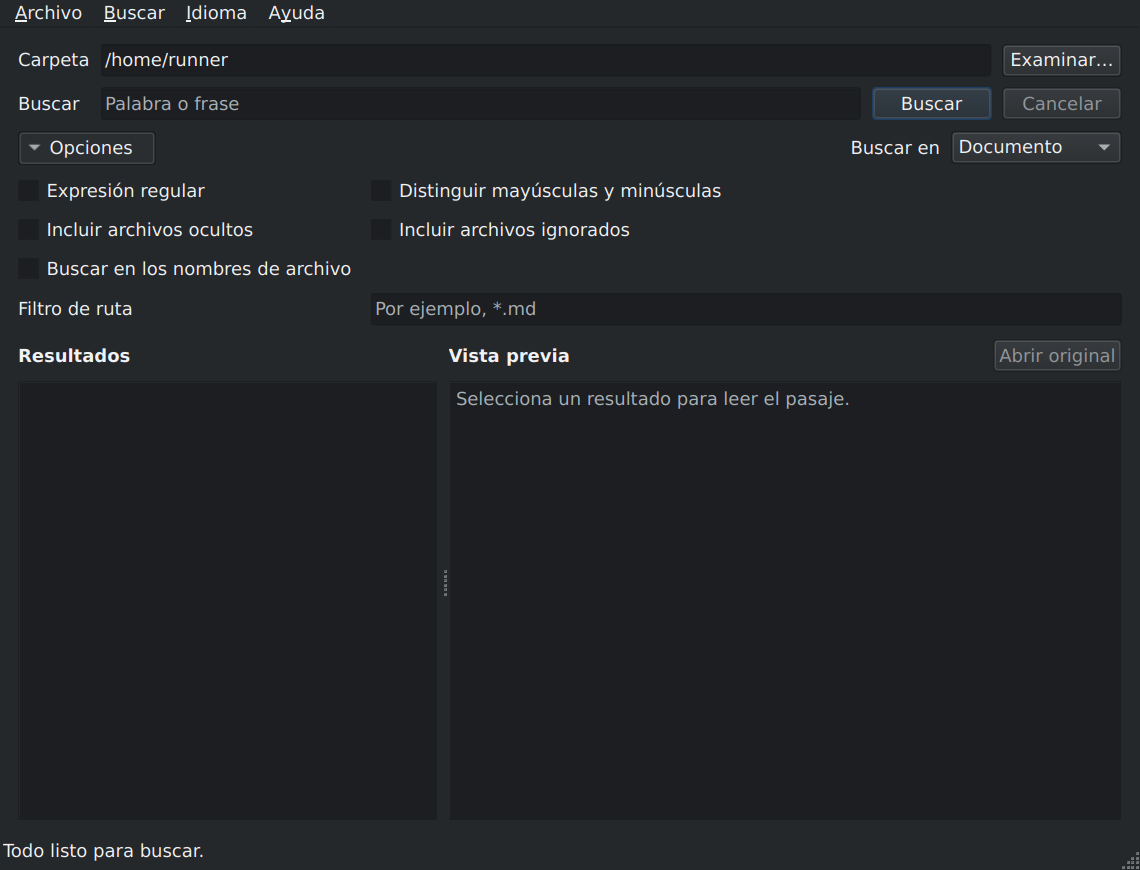 Archivo Buscar Idioma Ayuda
Carpeta /home/runner Examinar...
Buscar Palabra o frase Buscar Cancelar
Opciones Buscar en Documento
Expresión regular Distinguir mayúsculas y minúsculas
Incluir archivos ocultos Incluir archivos ignorados
Buscar en los nombres de archivo
Filtro de ruta Por ejemplo, *.md
Resultados Vista previa Abrir original
Selecciona un resultado para leer el pasaje.
Todo listo para buscar.